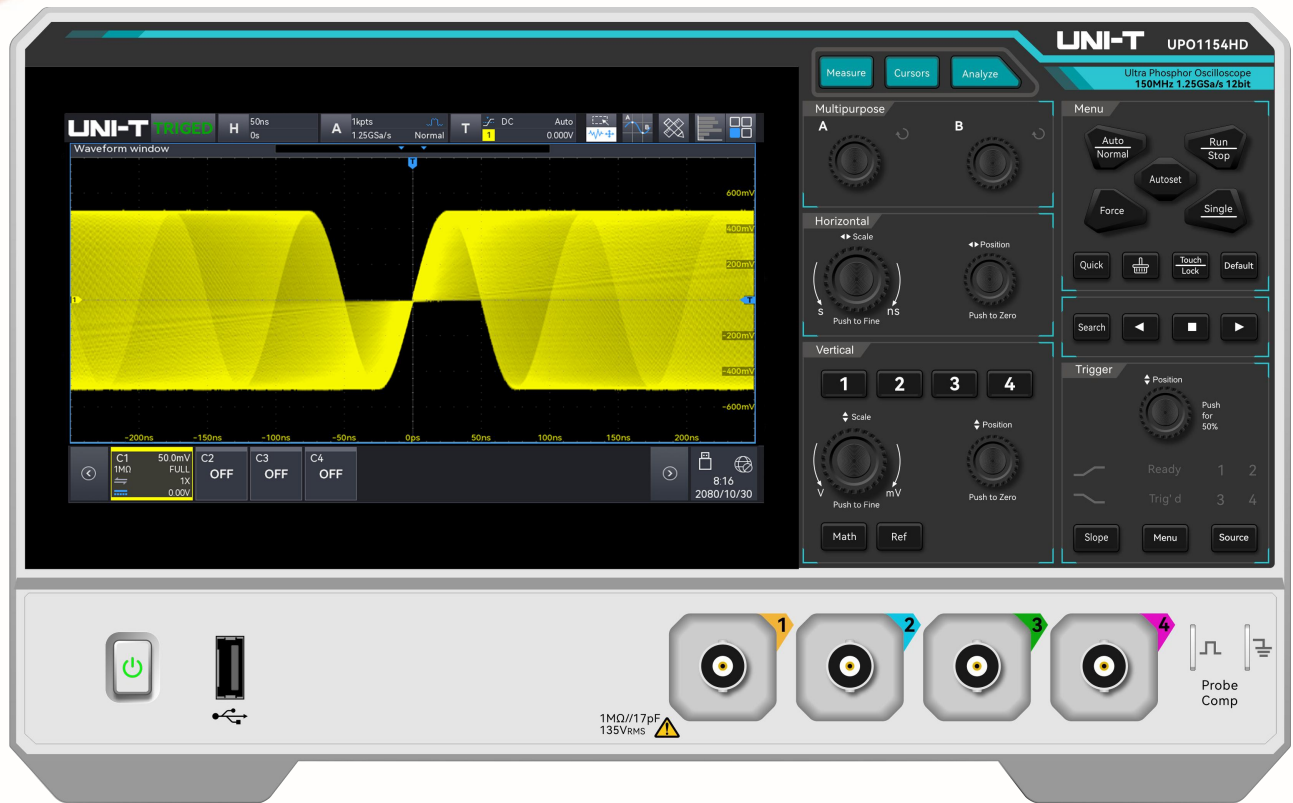 UNI-T UPO1154HD
Ultra Phosphor Oscilloscope
150MHz 1.25GSa/s 12bit
UNI-T TRIGED H 50ns 0s A 1kpts 1.25GSa/s Normal T DC 1 Auto 0.000V
Waveform window
T
600mV
400mV
200mV
1 T
-200mV
-400mV
-600mV
-200ns -150ns -100ns -50ns 0ps 50ns 100ns 150ns 200ns
C1 50.0mV C2 C3 C4
1MΩ FULL OFF OFF OFF
1X
0.00V
8:16
2080/10/30
Measure Cursors Analyze
Multipurpose
A B
Horizontal
Scale Position
s ns
Push to Fine Push to Zero
Vertical
1 2 3 4
Scale Position
V mV
Push to Fine Push to Zero
Math Ref
Menu
Auto Normal
Run Stop
Autoset
Force
Single
Quick Touch Lock Default
Search
Trigger
Position
Push
for
50%
Ready 1 2
Trig'd 3 4
Slope Menu Source
1 2 3 4
1MΩ//17pF
135VRMS
Probe
Comp